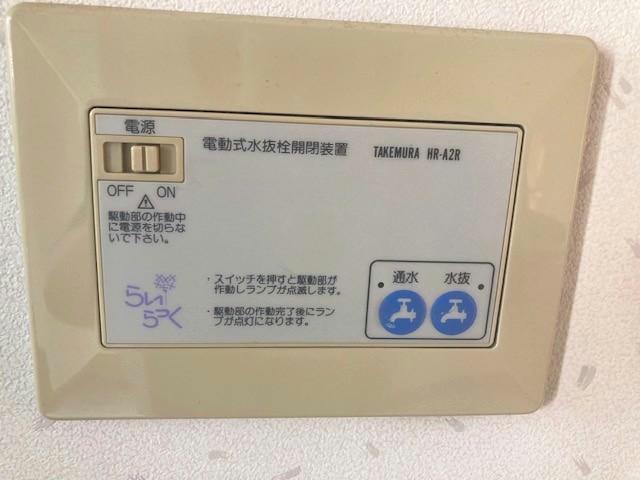 電源
OFF ON
駆動部の作動中
に電源を切らな
いで下さい。
電動式水抜栓開閉装置 TAKEMURA HR-A2R
らいらっく
・スイッチを押すと駆動部が
作動しランプが点滅します。
・駆動部の作動完了後にラン
プが点灯になります。
通水 水抜